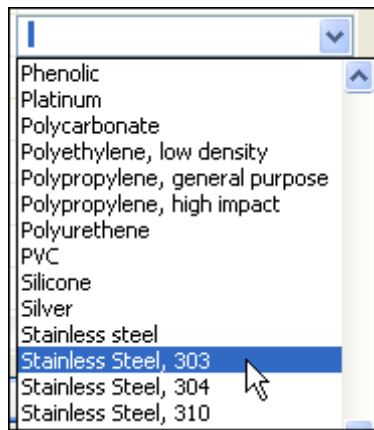 Phenolic
Platinum
Polycarbonate
Polyethylene, low density
Polypropylene, general purpose
Polypropylene, high impact
Polyurethene
PVC
Silicone
Silver
Stainless steel
Stainless Steel, 303
Stainless Steel, 304
Stainless Steel, 310